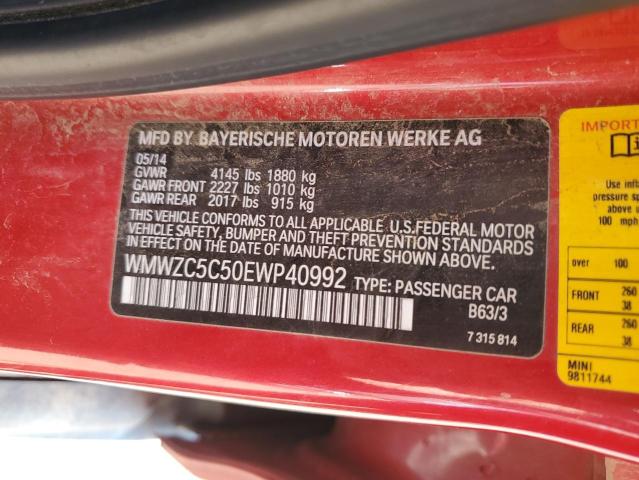 MFD BY BAYERISCHE MOTOREN WERKE AG
05/14
GVWR 4145 lbs 1880 kg
GAWR FRONT 2227 lbs 1010 kg
GAWR REAR 2017 lbs 915 kg
THIS VEHICLE CONFORMS TO ALL APPLICABLE U.S.FEDERAL MOTOR
VEHICLE SAFETY, BUMPER AND THEFT PREVENTION STANDARDS
IN EFFECT ON THE DATE OF MANUFACTURE SHOWN ABOVE.
WMWZC5C50EWP40992 TYPE: PASSENGER CAR
B63/3
7 315 814
IMPORT
Use infl
pressure sp
above u
100 mph
over 100
FRONT 260
38
REAR 260
38
MINI
9811744